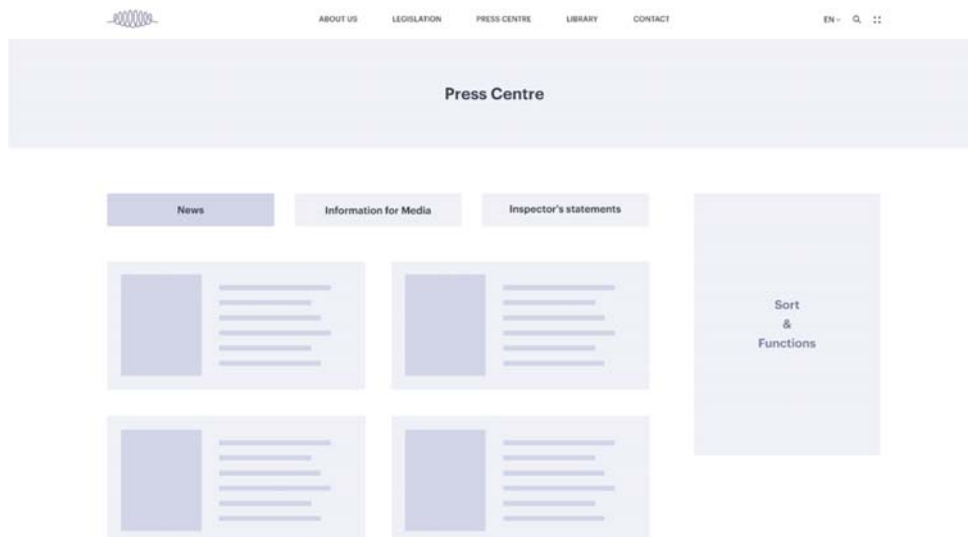 ABOUT US LEGISLATION PRESS CENTRE LIBRARY CONTACT EN
Press Centre
News Information for Media Inspector's statements
Sort
&
Functions